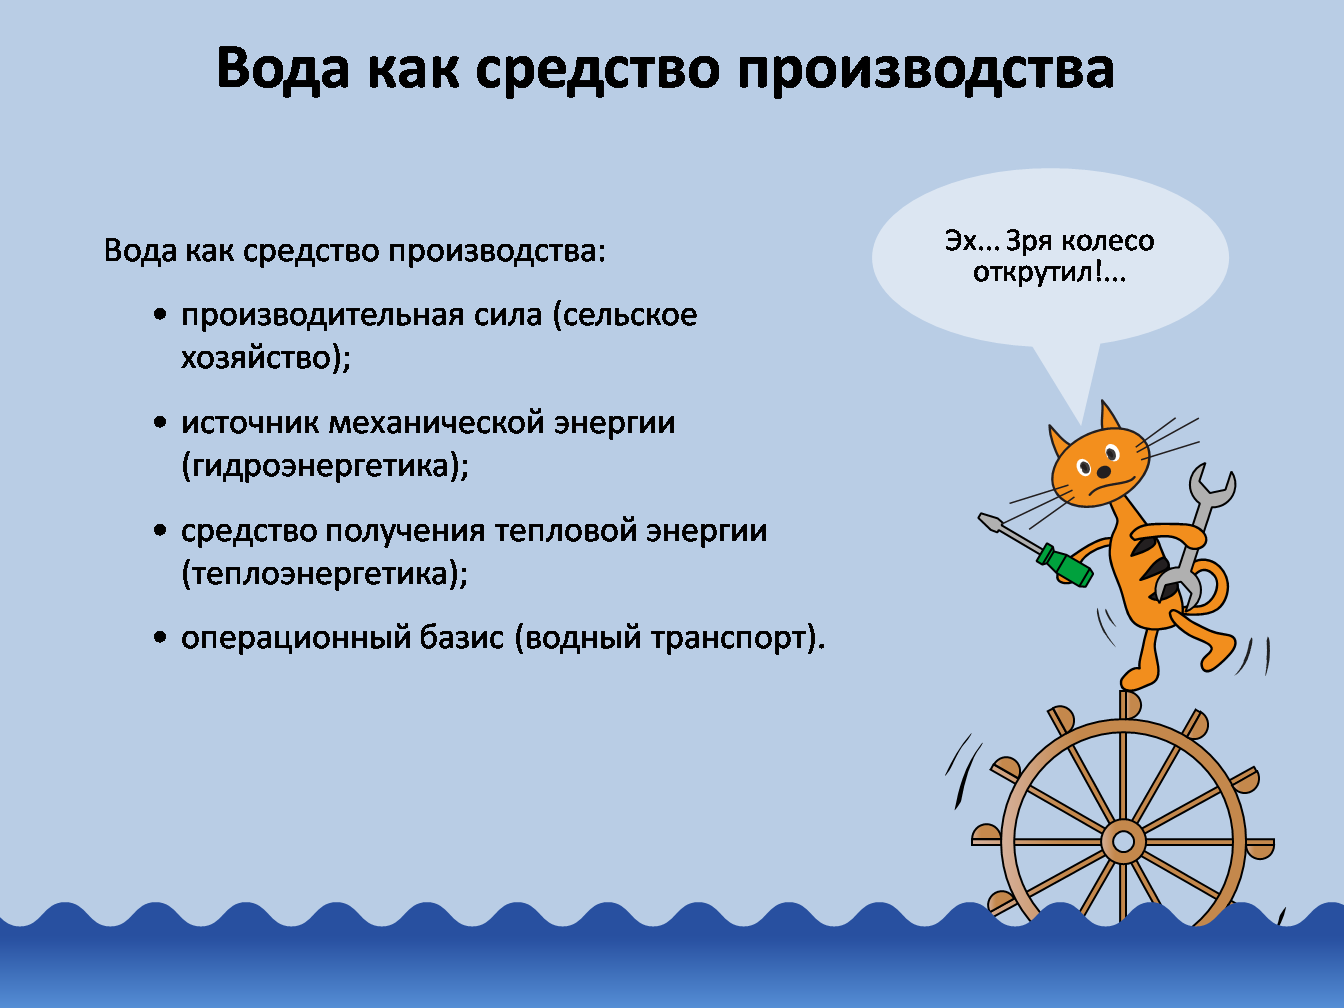 Вода как средство производства
Вода как средство производства:
• производительная сила (сельское
хозяйство);
• источник механической энергии
(гидроэнергетика);
• средство получения тепловой энергии
(теплоэнергетика);
• операционный базис (водный транспорт).
Эх... Зря колесо
открутил!...